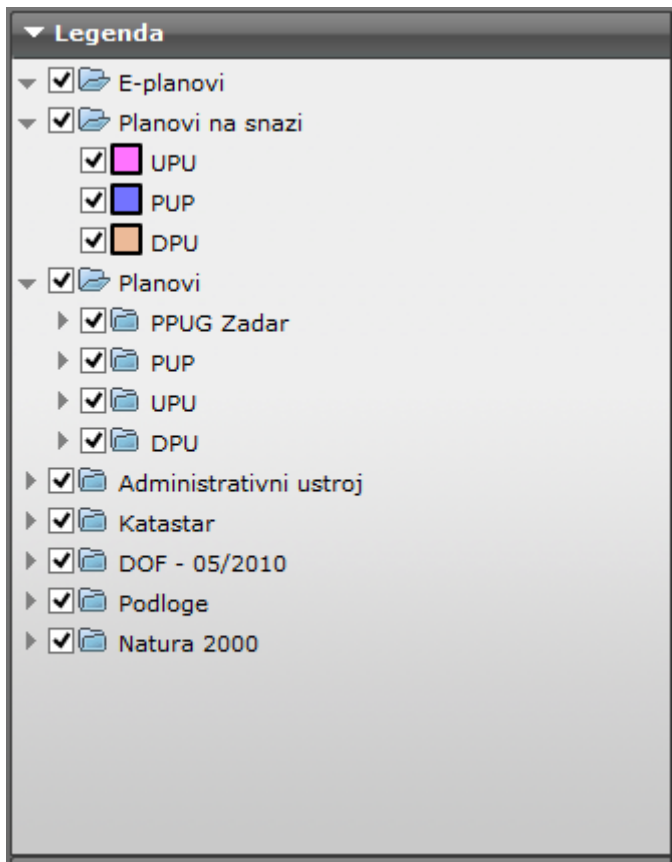 Legenda
E-planovi
Planovi na snazi
UPU
PUP
DPU
Planovi
PPUG Zadar
PUP
UPU
DPU
Administrativni ustroj
Katastar
DOF - 05/2010
Podloge
Natura 2000